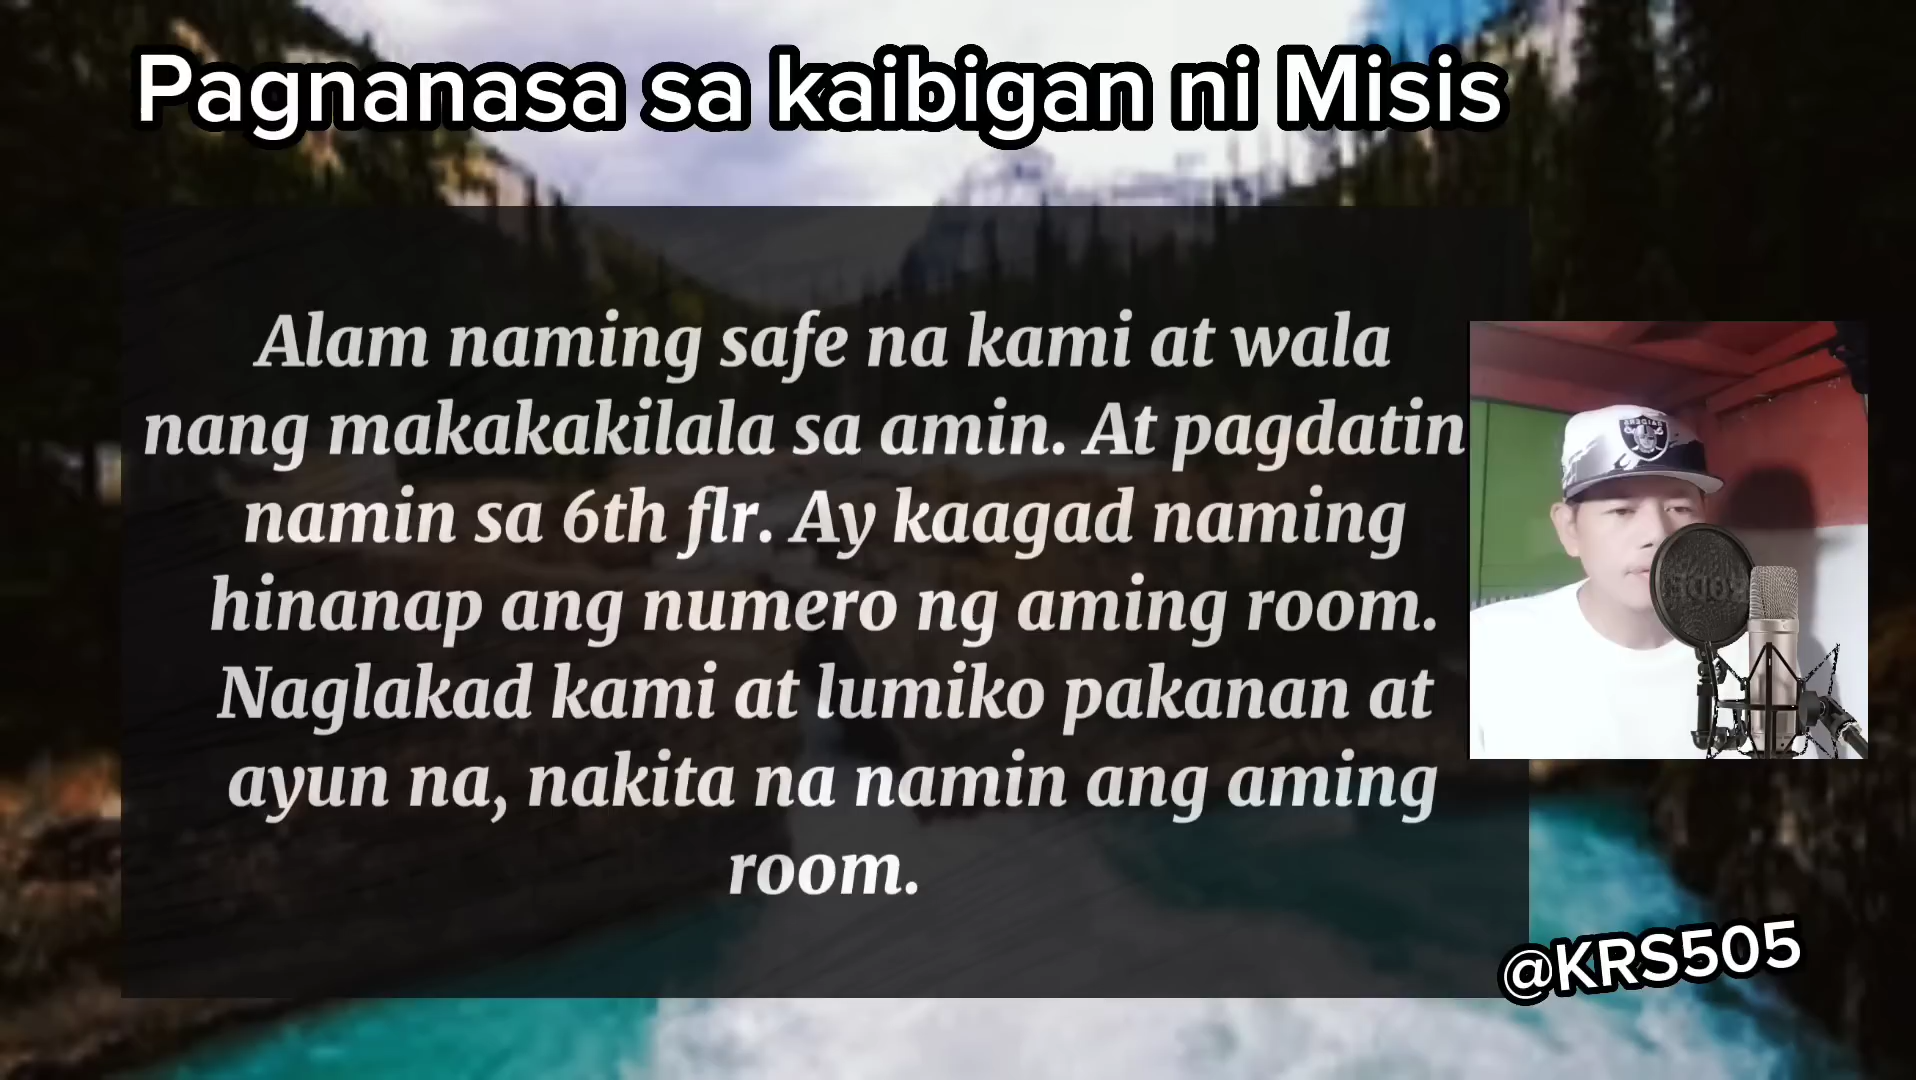 Pagnanasa sa kaibigan ni Misis
Alam naming safe na kami at wala
nang makakakilala sa amin. At pagdatin
namin sa 6th flr. Ay kaagad naming
hinanap ang numero ng aming room.
Naglakad kami at lumiko pakanan at
ayun na, nakita na namin ang aming
room.
@KRS505